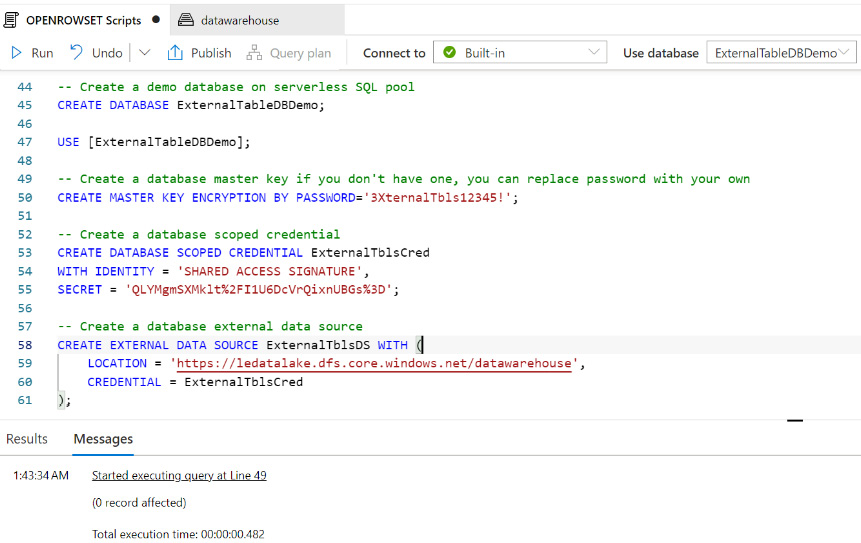 OPENROWSET Scripts
datawarehouse
Run Undo Publish Query plan Connect to Built-in Use database ExternalTableDBDemo
44 -- Create a demo database on serverless SQL pool
45 CREATE DATABASE ExternalTableDBDemo;
46
47 USE [ExternalTableDBDemo];
48
49 -- Create a database master key if you don't have one, you can replace password with your own
50 CREATE MASTER KEY ENCRYPTION BY PASSWORD='3XternalTbls12345!';
51
52 -- Create a database scoped credential
53 CREATE DATABASE SCOPED CREDENTIAL ExternalTblsCred
54 WITH IDENTITY = 'SHARED ACCESS SIGNATURE',
55 SECRET = 'QLYMgmSXMklt%2FI1U6DcVrQixnUBGs%3D';
56
57 -- Create a database external data source
58 CREATE EXTERNAL DATA SOURCE ExternalTblsDS WITH (
59 LOCATION = 'https://ledatalake.dfs.core.windows.net/datawarehouse',
60 CREDENTIAL = ExternalTblsCred
61 );
Results Messages
1:43:34 AM Started executing query at Line 49
(0 record affected)
Total execution time: 00:00:00.482